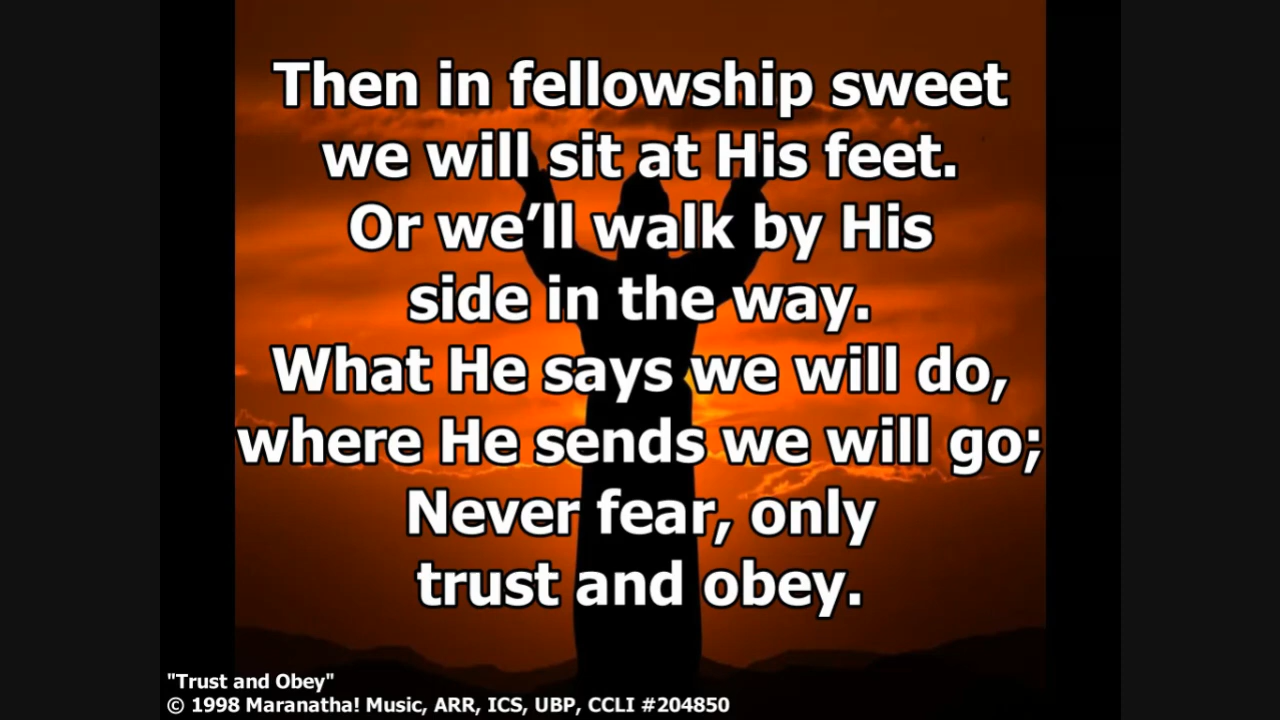 Then in fellowship sweet
we will sit at His feet.
Or we’ll walk by His
side in the way.
What He says we will do,
where He sends we will go;
Never fear, only
trust and obey.
"Trust and Obey"
© 1998 Maranatha! Music, ARR, ICS, UBP, CCLI #204850